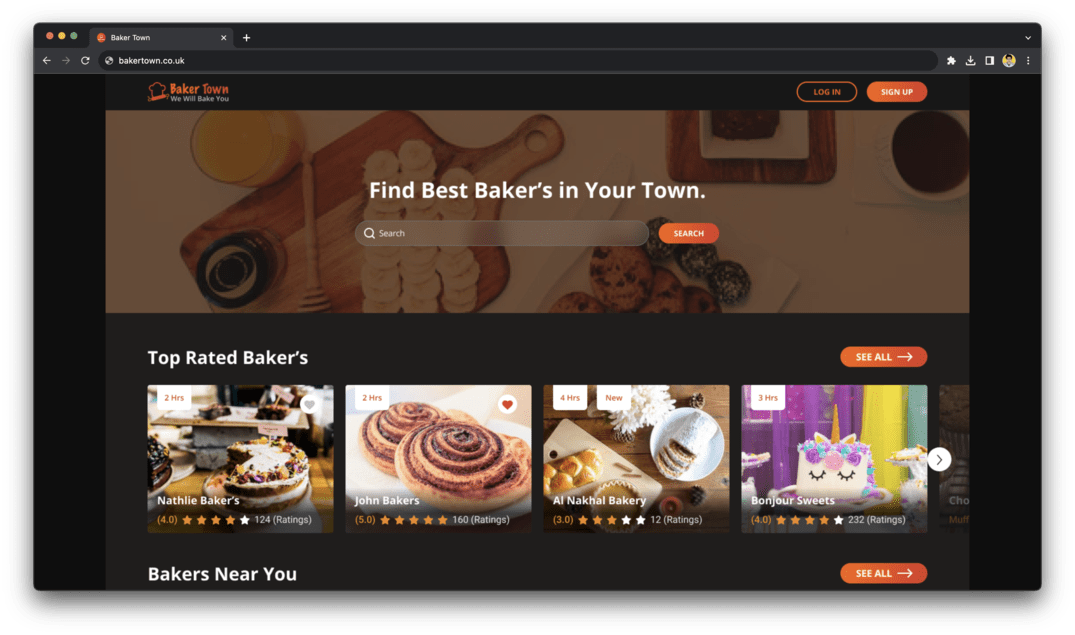 Baker Town
bakertown.co.uk
Baker Town
We Will Bake You
LOG IN
SIGN UP
Find Best Baker’s in Your Town.
Search
SEARCH
Top Rated Baker’s
SEE ALL
2 Hrs
2 Hrs
4 Hrs
New
3 Hrs
Nathlie Baker's
John Bakers
Al Nakhal Bakery
Bonjour Sweets
Cho
(4.0) 124 (Ratings)
(5.0) 160 (Ratings)
(3.0) 12 (Ratings)
(4.0) 232 (Ratings)
Muff
Bakers Near You
SEE ALL